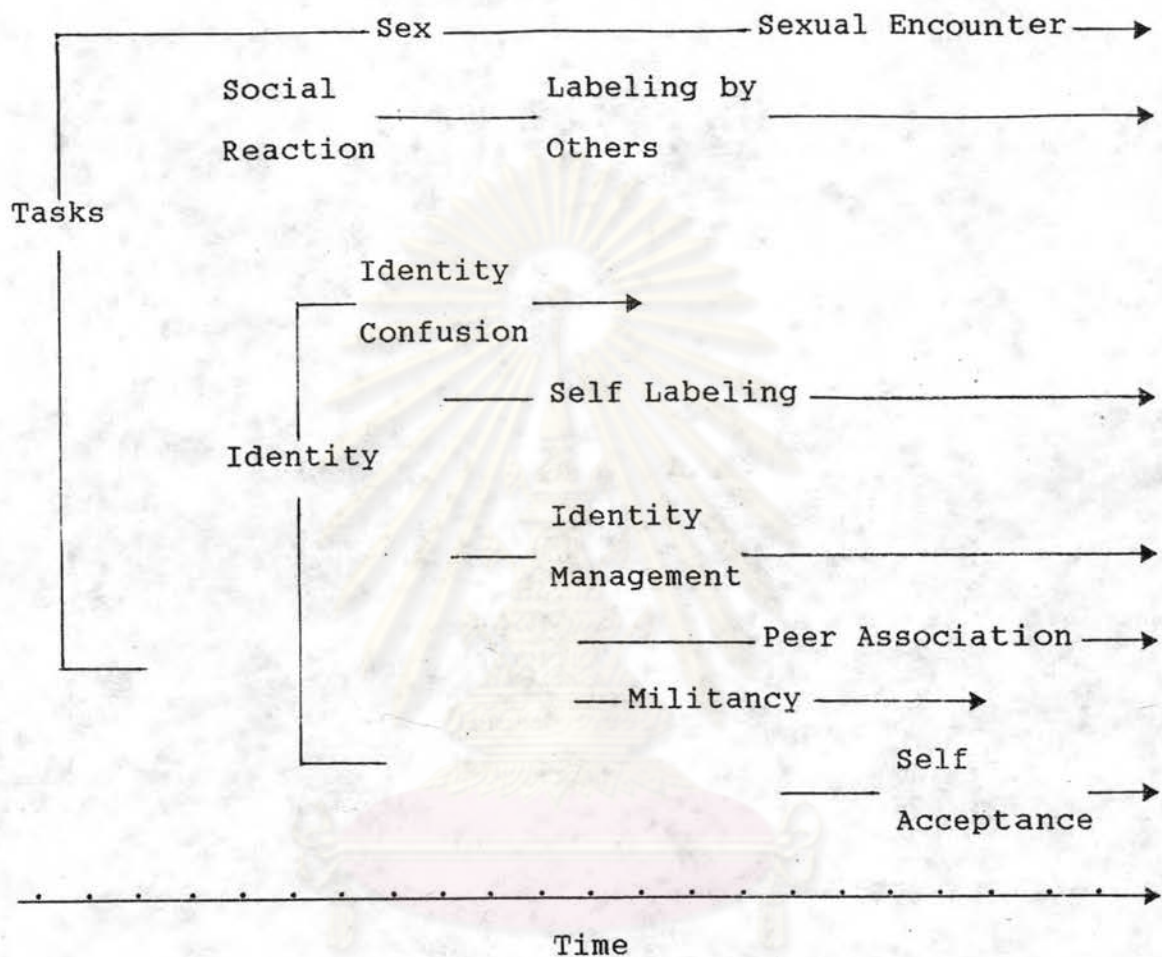 Sex Sexual Encounter
Social Labeling by
Reaction Others
Tasks
Identity
Confusion
Self Labeling
Identity
Identity
Management
Peer Association
Militancy
Self
Acceptance
Time